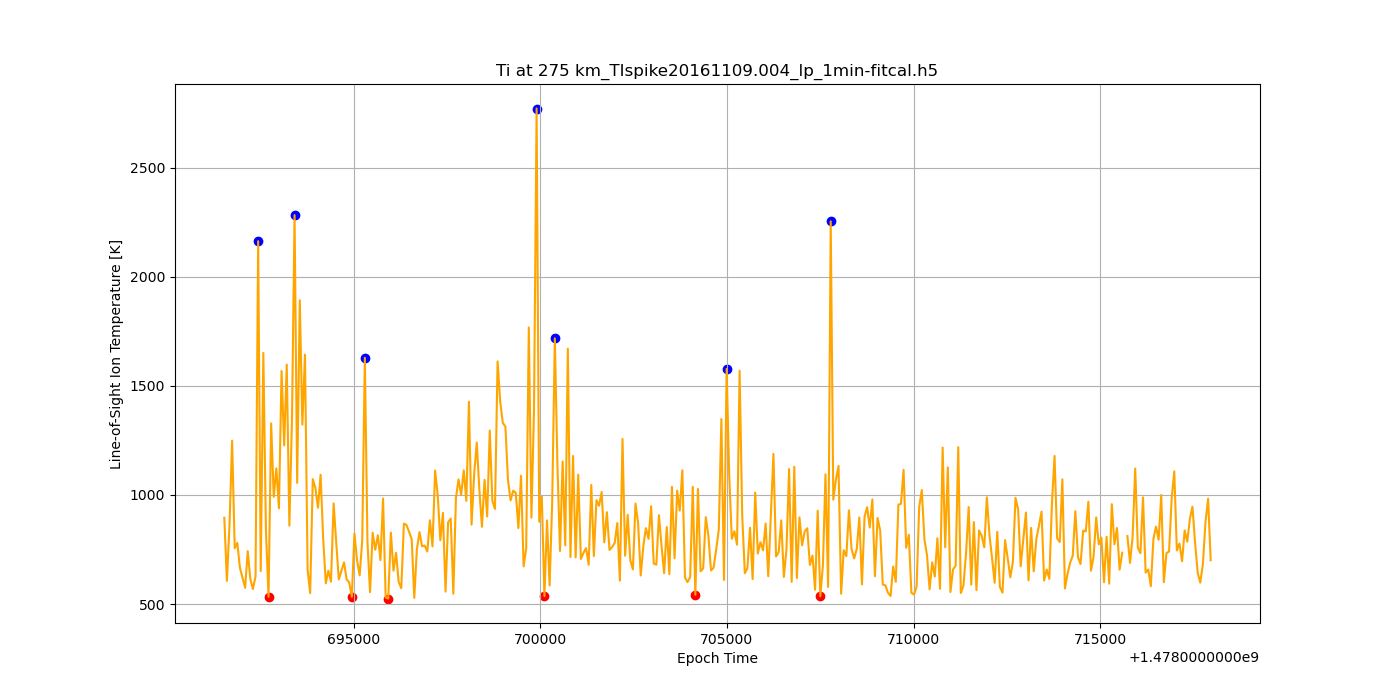 Ti at 275 km_TIspike20161109.004_lp_1min-fitcal.h5
Line-of-Sight Ion Temperature [K]
2500
2000
1500
1000
500
695000 700000 705000 710000 715000
Epoch Time
+1.4780000000e9